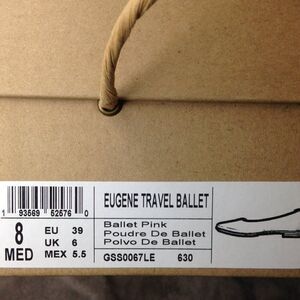 EUGENE TRAVEL BALLET
1 93569 52576 0
8
MED
EU 39
UK 6
MEX 5.5
Ballet Pink
Poudre De Ballet
Polvo De Ballet
GSS0067LE 630